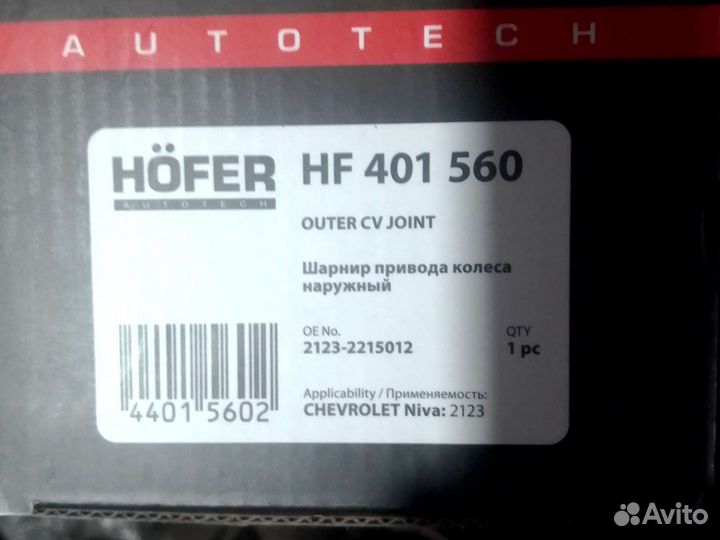 AUTOTECH
HÖFER
AUTOTECH
HF 401 560
OUTER CV JOINT
Шарнир привода колеса
наружный
OE No.
2123-2215012
QTY
1 pc
Applicability / Применяемость:
CHEVROLET Niva: 2123
4401 5602
Avito